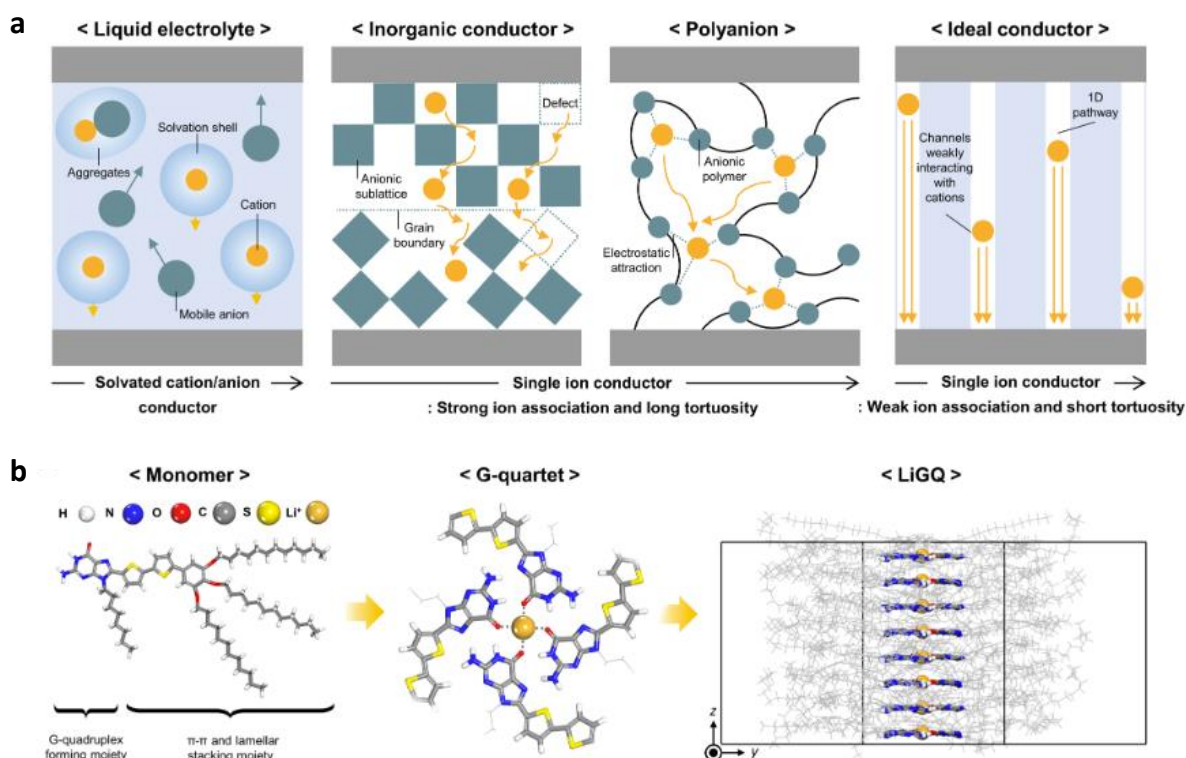 a
< Liquid electrolyte >
< Inorganic conductor >
< Polyanion >
< Ideal conductor >
Solvation shell
Aggregates
Cation
Mobile anion
Defect
Anionic
sublattice
Grain
boundary
Anionic
polymer
Electrostatic
attraction
1D
pathway
Channels
weakly
interacting
with
cations
Solvated cation/anion
conductor
Single ion conductor
: Strong ion association and long tortuosity
Single ion conductor
: Weak ion association and short tortuosity
b
< Monomer >
< G-quartet >
< LiGQ >
H N O C S Li⁺
G-quadruplex
forming moiety
π-π and lamellar
stacking moiety
z
y